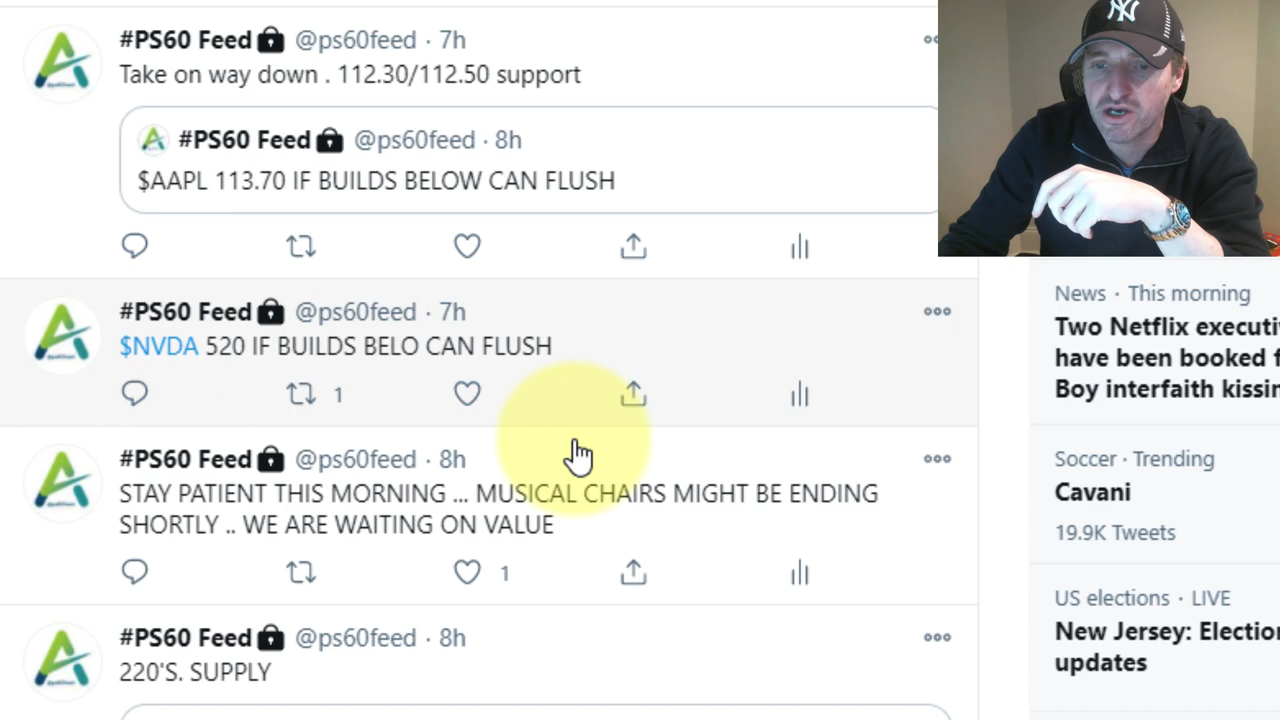 #PS60 Feed @ps60feed · 7h
Take on way down . 112.30/112.50 support
#PS60 Feed @ps60feed · 8h
$AAPL 113.70 IF BUILDS BELOW CAN FLUSH
#PS60 Feed @ps60feed · 7h
$NVDA 520 IF BUILDS BELO CAN FLUSH
1
#PS60 Feed @ps60feed · 8h
STAY PATIENT THIS MORNING ... MUSICAL CHAIRS MIGHT BE ENDING
SHORTLY .. WE ARE WAITING ON VALUE
1
#PS60 Feed @ps60feed · 8h
220'S. SUPPLY
NY
News · This morning
Two Netflix executi
have been booked f
Boy interfaith kissin
Soccer · Trending
Cavani
19.9K Tweets
US elections · LIVE
New Jersey: Election
updates